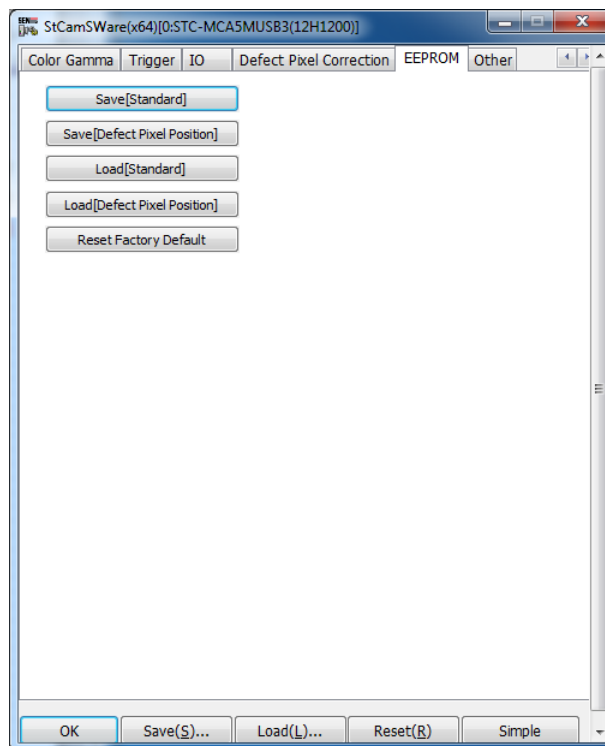 StCamSWare(x64)[0:STC-MCA5MUSB3(12H1200)]
Color Gamma Trigger IO Defect Pixel Correction EEPROM Other
Save[Standard]
Save[Defect Pixel Position]
Load[Standard]
Load[Defect Pixel Position]
Reset Factory Default
OK Save(S)... Load(L)... Reset(R) Simple